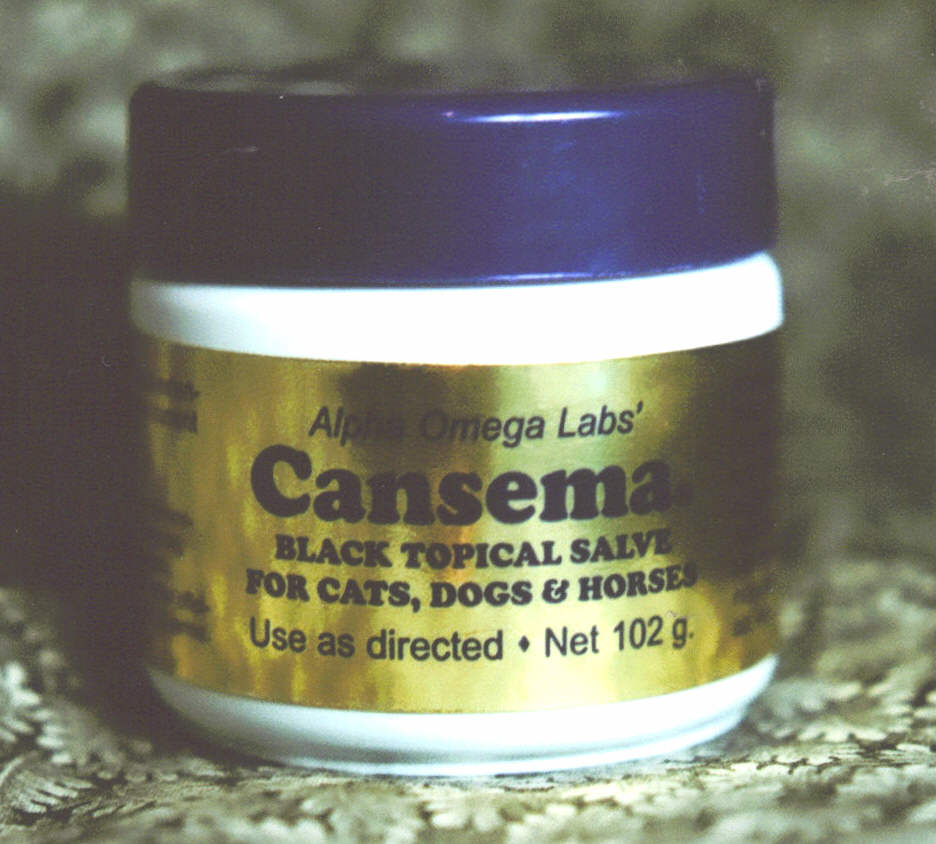 Alpha Omega Labs'
Cansema®
BLACK TOPICAL SALVE
FOR CATS, DOGS & HORSES
Use as directed ♦ Net 102 g.